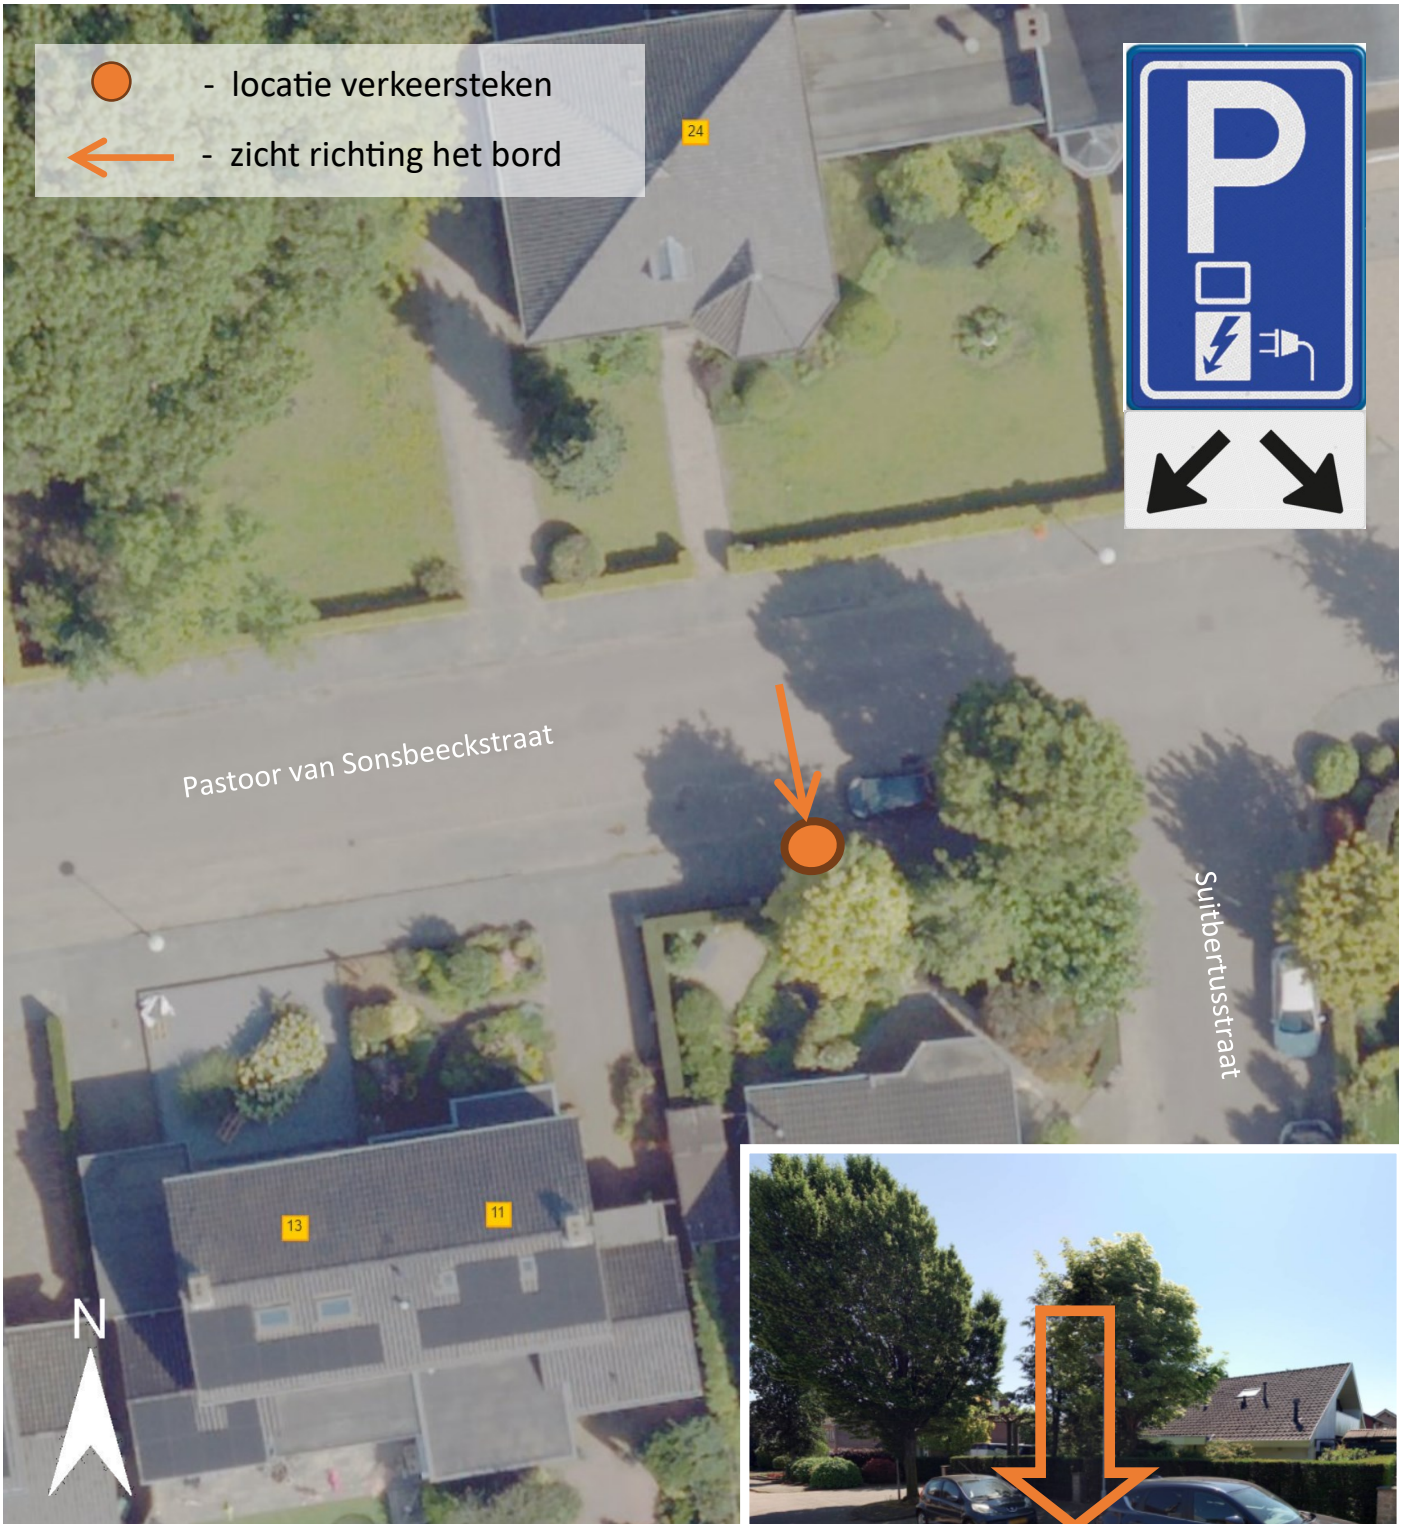 - locatie verkeersteken
- zicht richting het bord
24
P
Pastoor van Sonsbeeckstraat
Suitbertusstraat
13
11
N